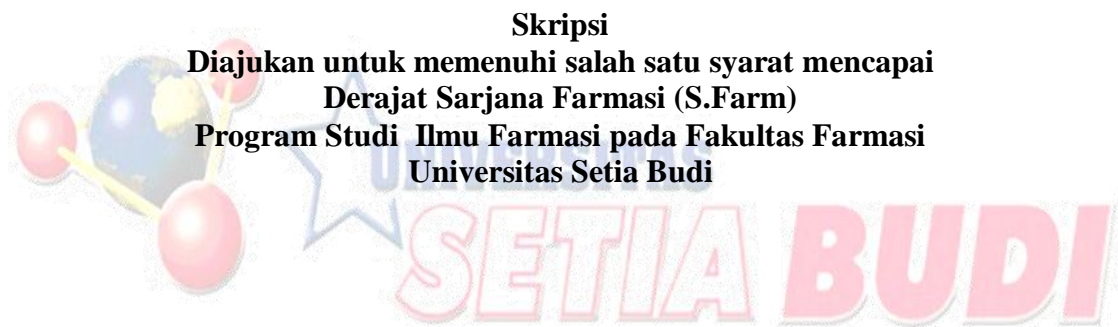 Skripsi
Diajukan untuk memenuhi salah satu syarat mencapai
Derajat Sarjana Farmasi (S.Farm)
Program Studi Ilmu Farmasi pada Fakultas Farmasi
UNIVERSITAS
Universitas Setia Budi
SETIA BUDI